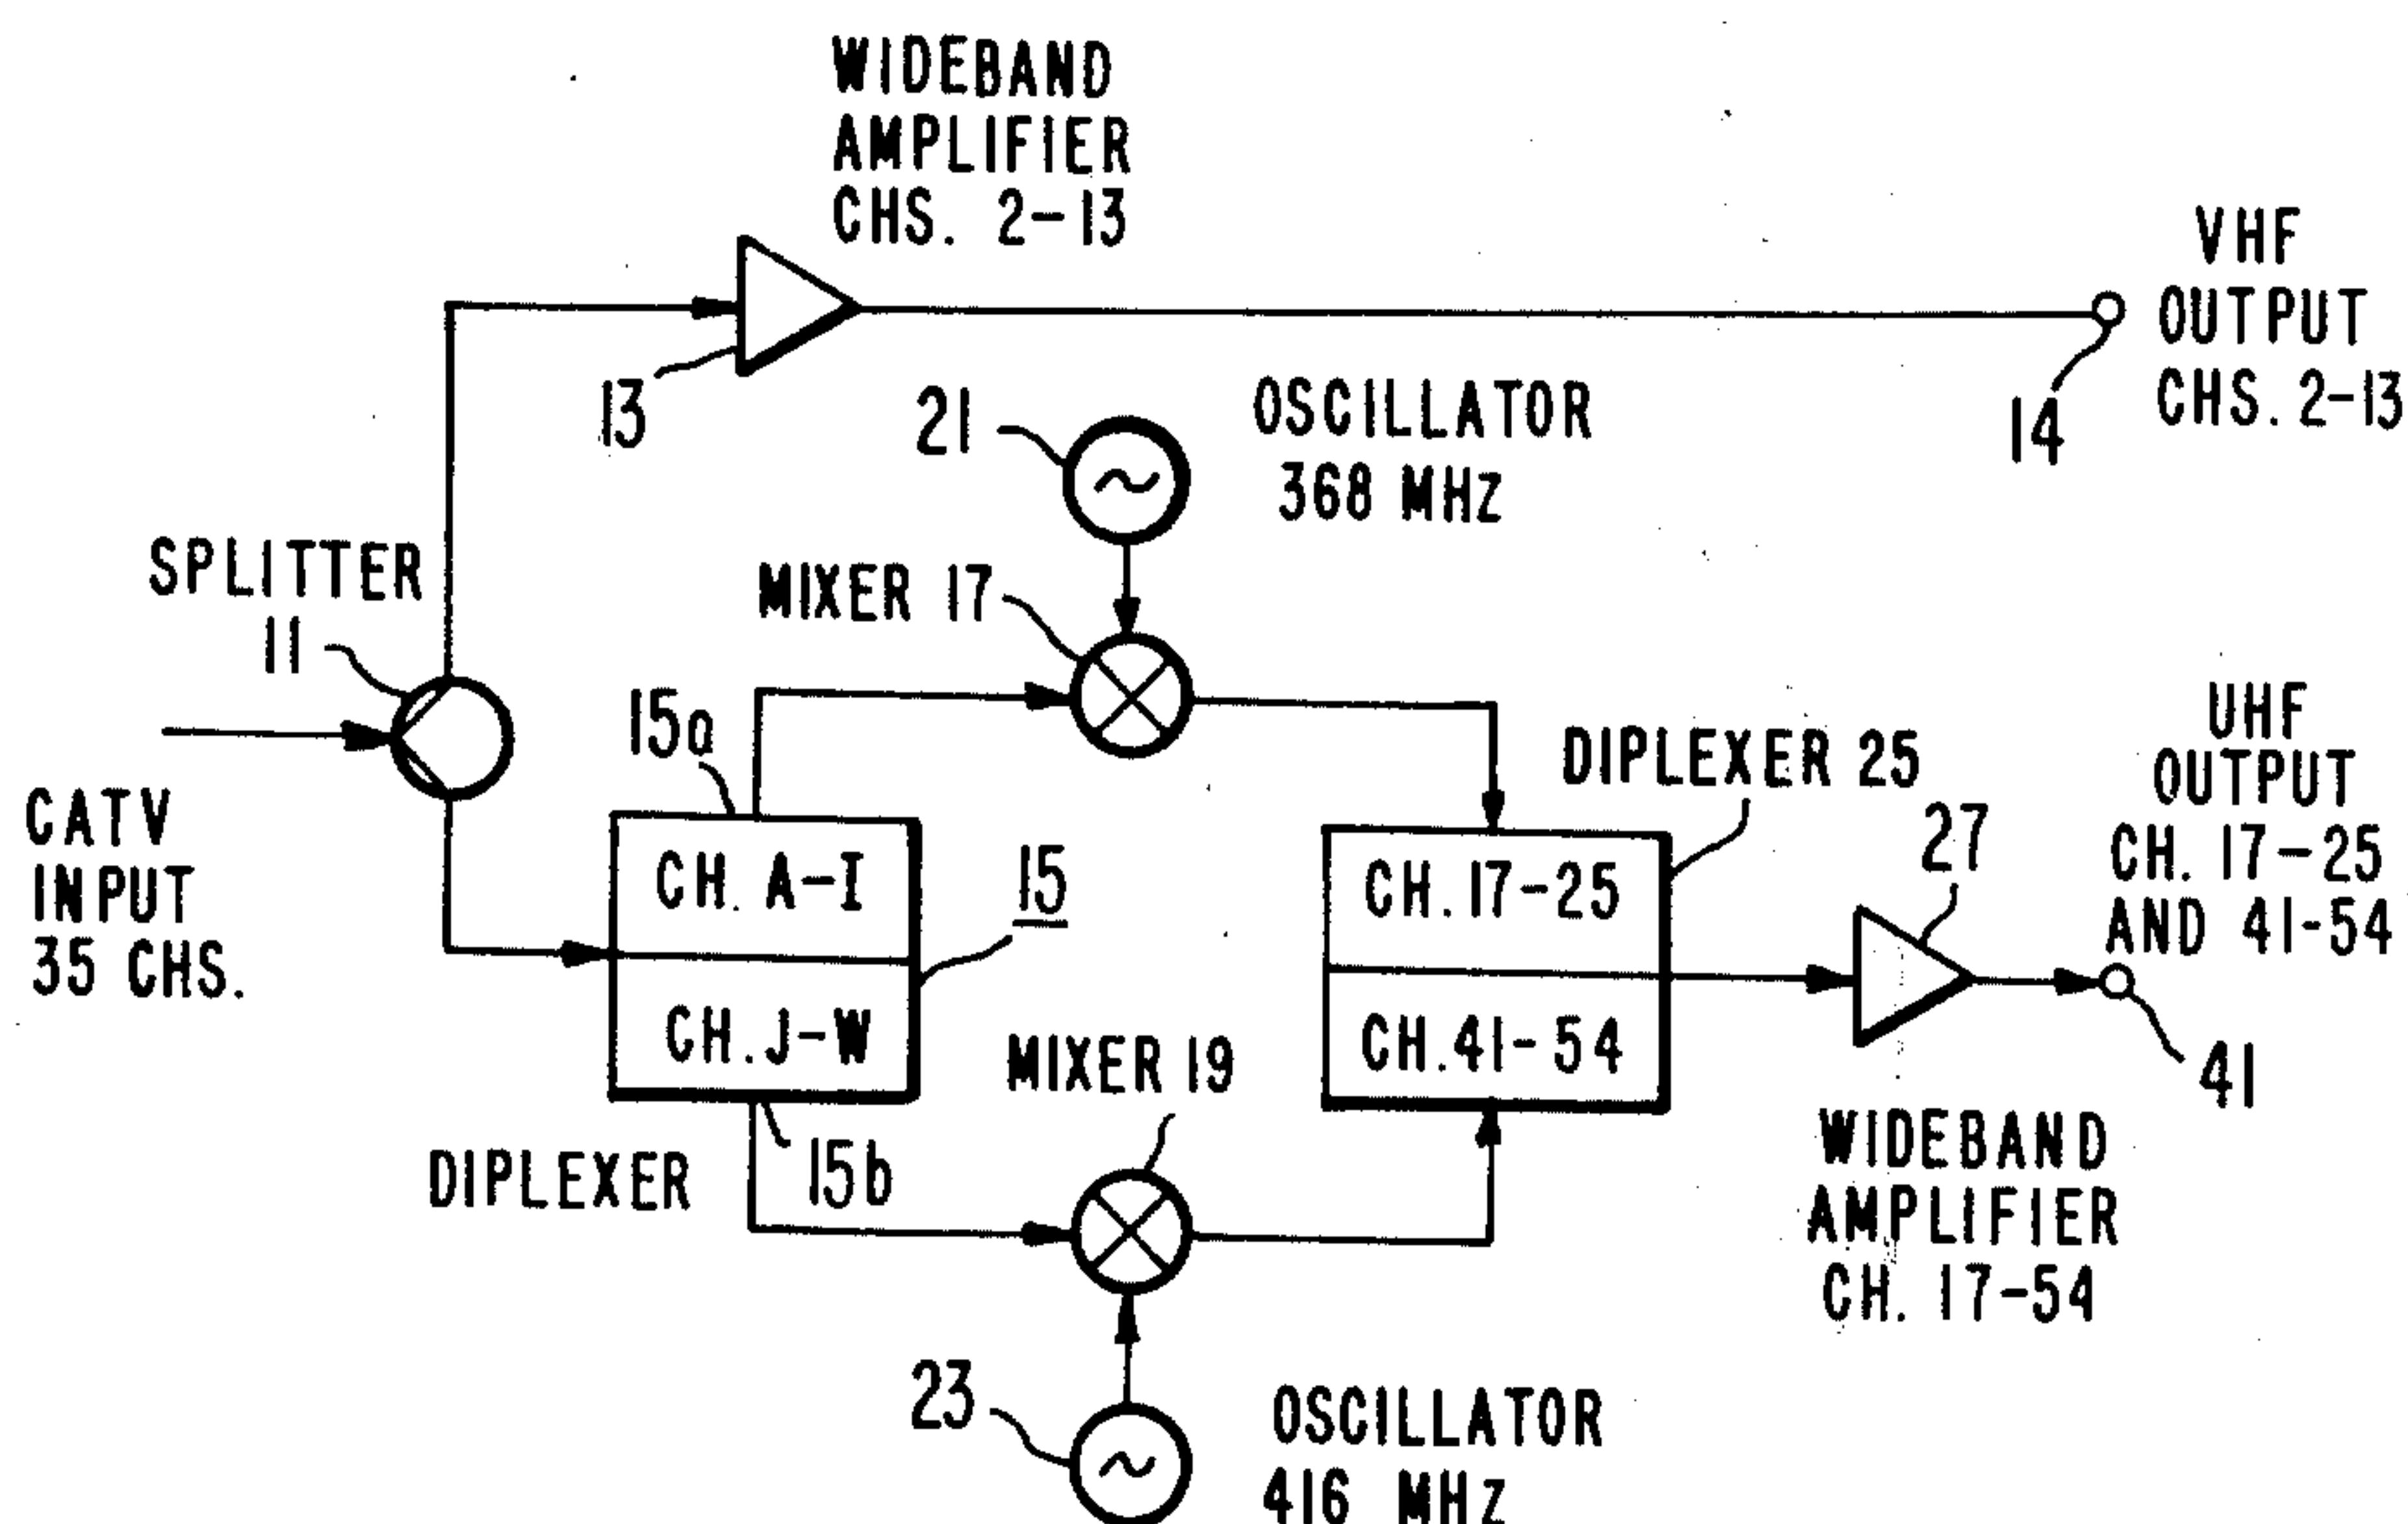 WIDEBAND
AMPLIFIER
CHS. 2-13
VHF
OUTPUT
CHS. 2-13
14
13
21
OSCILLATOR
368 MHZ
SPLITTER
11
MIXER 17
CATV
INPUT
35 CHS.
15a
CH. A-I
CH. J-W
15
DIPLEXER
15b
DIPLEXER 25
CH. 17-25
CH. 41-54
27
UHF
OUTPUT
CH. 17-25
AND 41-54
41
MIXER 19
WIDEBAND
AMPLIFIER
CH. 17-54
23
OSCILLATOR
416 MHZ